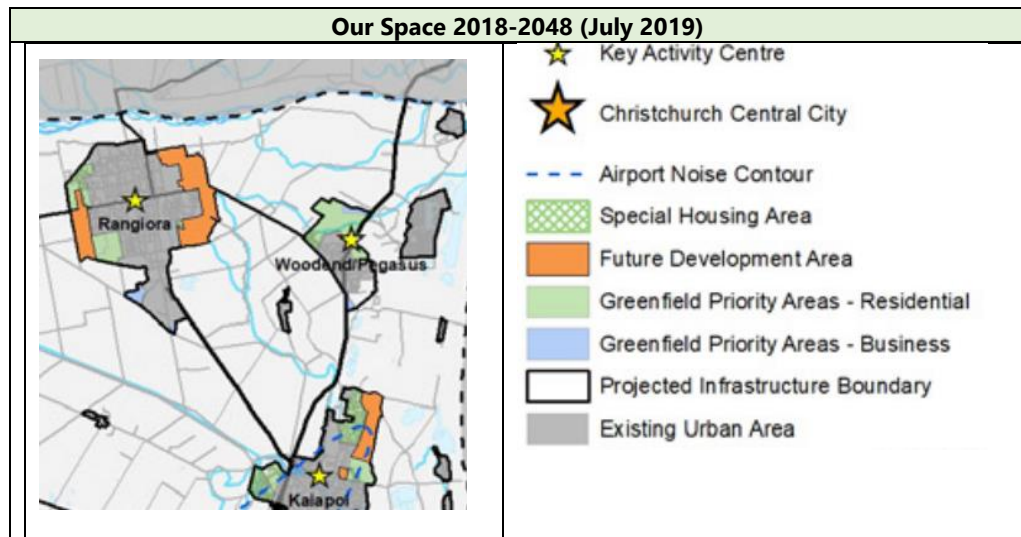 Our Space 2018-2048 (July 2019)
Rangiora
Woodend/Pegasus
Kaiapoi
Key Activity Centre
Christchurch Central City
Airport Noise Contour
Special Housing Area
Future Development Area
Greenfield Priority Areas - Residential
Greenfield Priority Areas - Business
Projected Infrastructure Boundary
Existing Urban Area